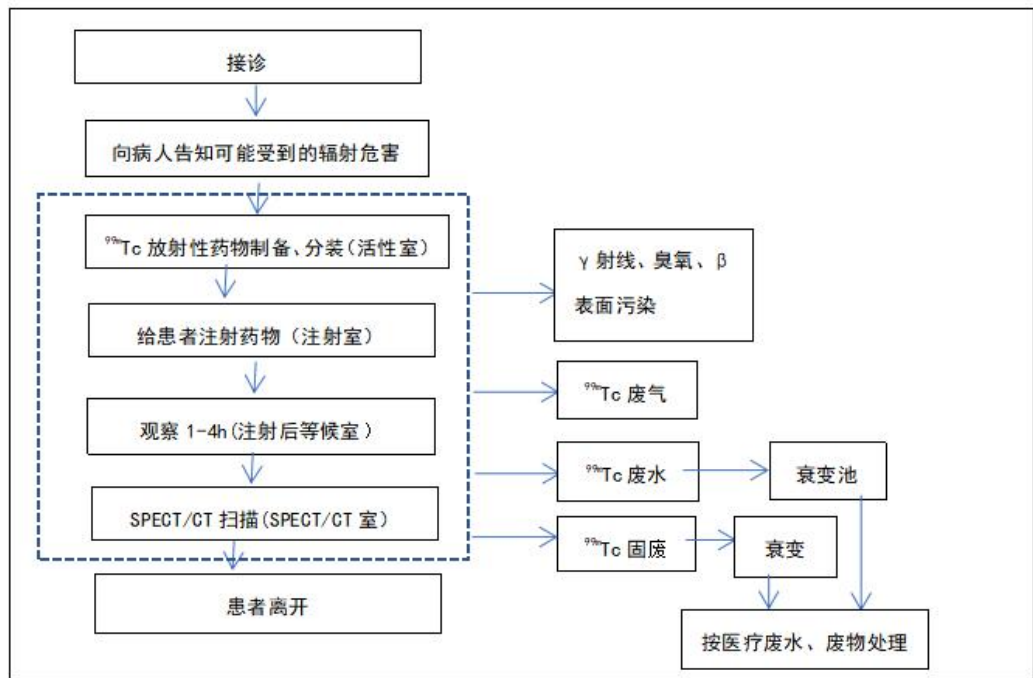 接诊
向病人告知可能受到的辐射危害
⁹⁹ᵐTc 放射性药物制备、分装(活性室)
给患者注射药物（注射室）
观察 1-4h(注射后等候室）
SPECT/CT 扫描(SPECT/CT 室）
患者离开
γ 射线、臭氧、β
表面污染
⁹⁹ᵐTc 废气
⁹⁹ᵐTc 废水
衰变池
⁹⁹ᵐTc 固废
衰变
按医疗废水、废物处理